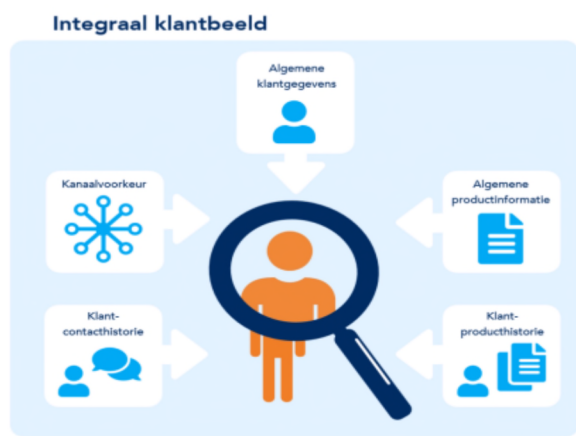 Integraal klantbeeld
Algemene
klantgegevens
Kanaalvoorkeur
Algemene
productinformatie
Klant-
contacthistorie
Klant-
producthistorie